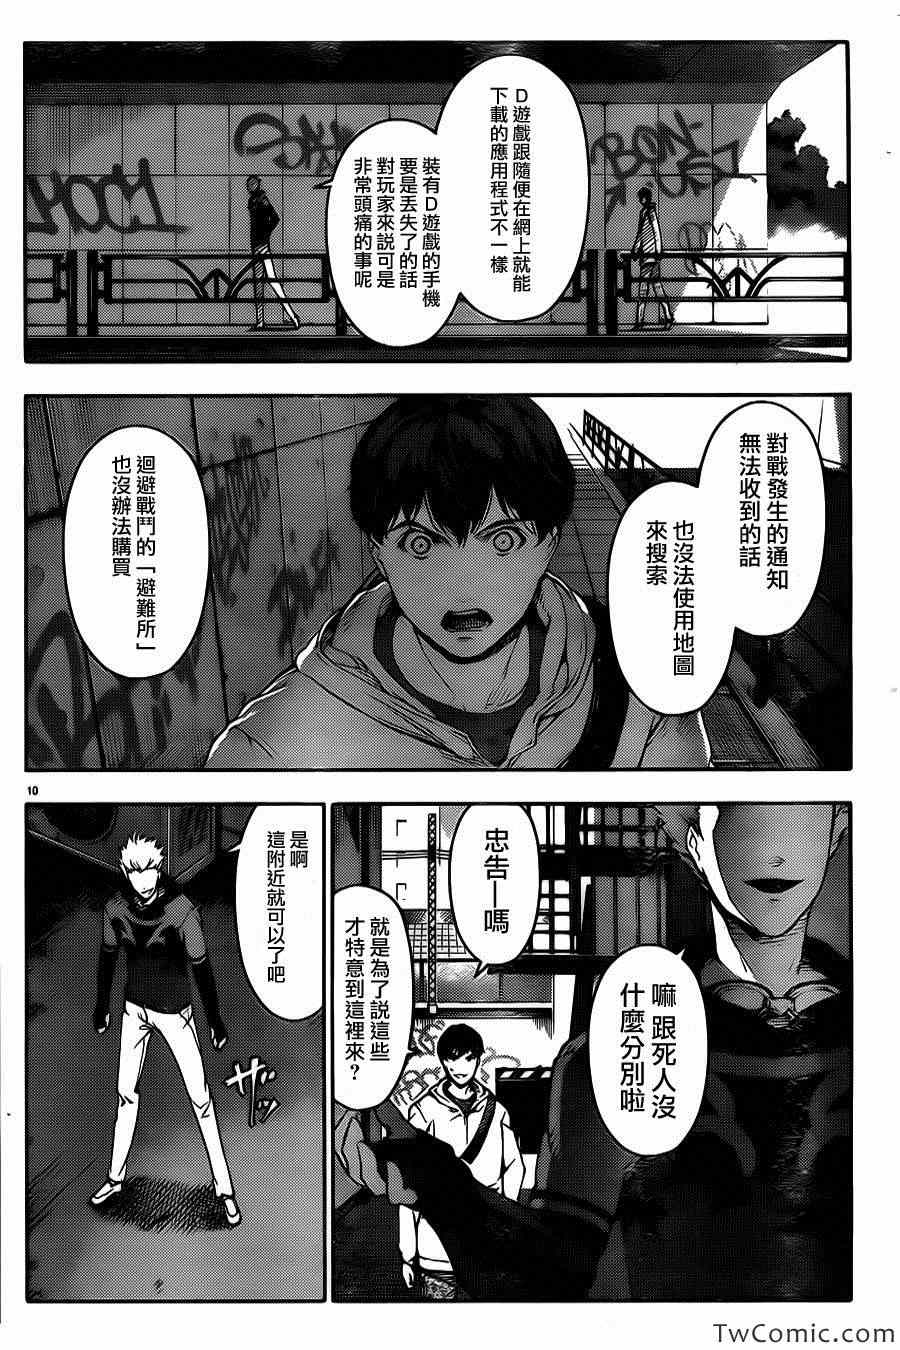 D遊戲跟隨便在網上就能
下載的應用程式不一樣
裝有D遊戲的手機
要是丟失了的話
對玩家來說可是
非常頭痛的事呢
BON
HOC1
對戰發生的通知
無法收到的話
也沒法使用地圖
來搜索
迴避戰鬥的「避難所」
也沒辦法購買
10
嘛 跟死人沒
什麼分別啦
忠告—嗎
就是為了說這些
才特意到這裡來？
是啊
這附近就可以了吧
ザッ
TwComic.com